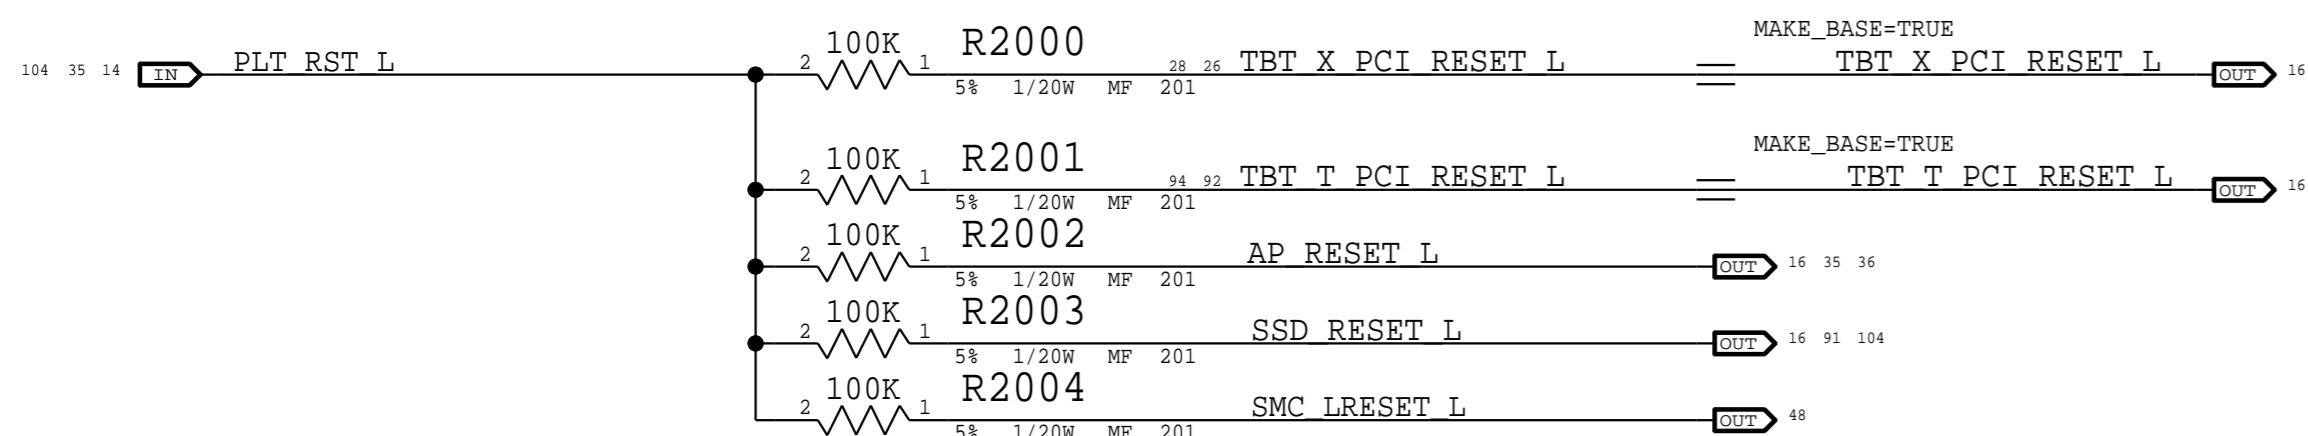 MAKE_BASE=TRUE
104 35 14 IN PLT_RST_L 2 100K 1 R2000 28 26 TBT_X_PCI_RESET_L TBT_X_PCI_RESET_L OUT 16
5% 1/20W MF 201
MAKE_BASE=TRUE
2 100K 1 R2001 94 92 TBT_T_PCI_RESET_L TBT_T_PCI_RESET_L OUT 16
5% 1/20W MF 201
2 100K 1 R2002 AP_RESET_L OUT 16 35 36
5% 1/20W MF 201
2 100K 1 R2003 SSD_RESET_L OUT 16 91 104
5% 1/20W MF 201
2 100K 1 R2004 SMC_LRESET_L OUT 48
5% 1/20W MF 201